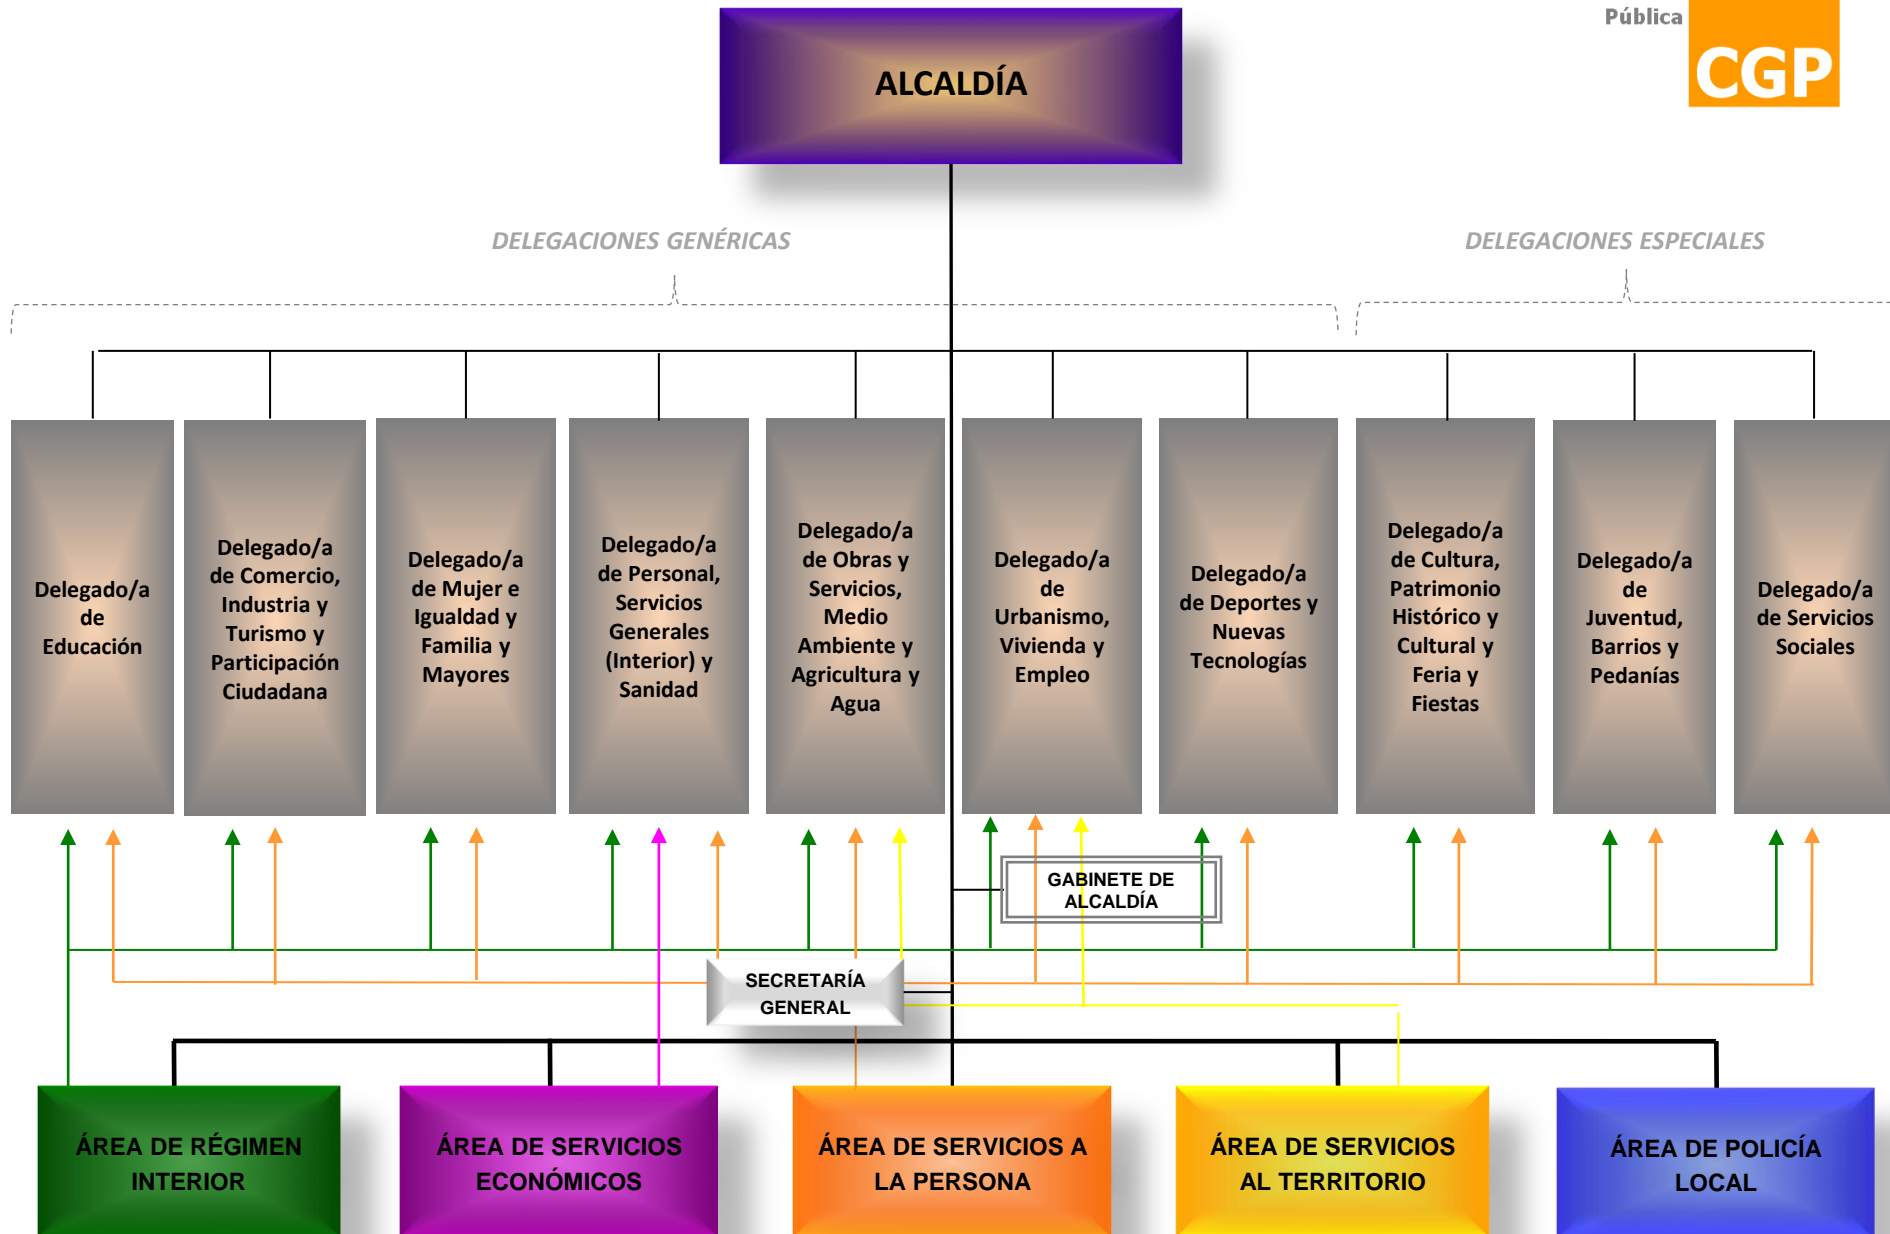 Pública
CGP
ALCALDÍA
DELEGACIONES GENÉRICAS
DELEGACIONES ESPECIALES
Delegado/a
de
Educación
Delegado/a
de Comercio,
Industria y
Turismo y
Participación
Ciudadana
Delegado/a
de Mujer e
Igualdad y
Familia y
Mayores
Delegado/a
de Personal,
Servicios
Generales
(Interior) y
Sanidad
Delegado/a
de Obras y
Servicios,
Medio
Ambiente y
Agricultura y
Agua
Delegado/a
de
Urbanismo,
Vivienda y
Empleo
Delegado/a
de Deportes y
Nuevas
Tecnologías
Delegado/a
de Cultura,
Patrimonio
Histórico y
Cultural y
Feria y
Fiestas
Delegado/a
de
Juventud,
Barrios y
Pedanías
Delegado/a
de Servicios
Sociales
GABINETE DE
ALCALDÍA
SECRETARÍA
GENERAL
ÁREA DE RÉGIMEN
INTERIOR
ÁREA DE SERVICIOS
ECONÓMICOS
ÁREA DE SERVICIOS A
LA PERSONA
ÁREA DE SERVICIOS
AL TERRITORIO
ÁREA DE POLICÍA
LOCAL